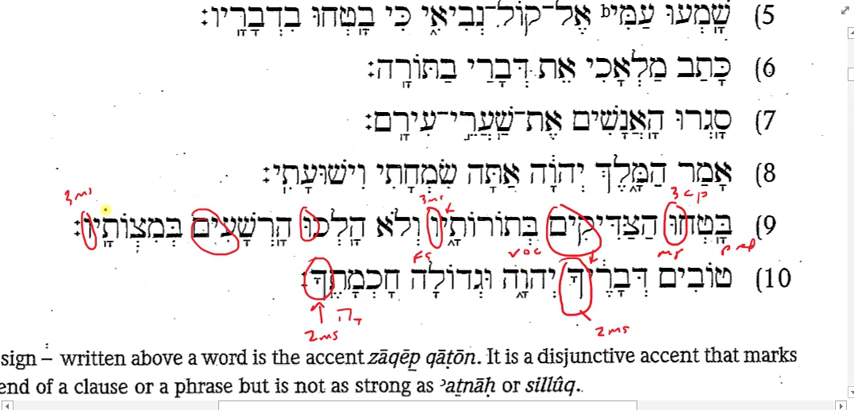 5) שָׁמְעוּ עַמִּי b אֶל־קוֹל־נְבִיאִ֑י כִּי בָטְחוּ בִדְבָרָֽיו׃
6) כָּתַב מַלְאָכִי אֵת דִּבְרֵי בַתּוֹרָֽה׃
7) סָגְרוּ הָאֲנָשִׁים אֶת־שַׁעֲרֵי־עִירָֽם׃
8) אָמַר הַמֶּ֑לֶךְ יְהוָ֔ה אַתָּה שִׂמְחָתִי וִישׁוּעָתִֽי׃
3ms 3ms 3cp
9) בָּטְחוּ הַצַּדִּיקִים בְּתוֹרוֹתָ֑יו וְלֹא הָלְכוּ הָרְשָׁעִים בְּמִצְוֺתָֽיו׃
FS voc prep
10) טוֹבִים דְּבָרֶיךָ יְהוָ֑ה וּגְדוֹלָה חָכְמָתֶֽךָ׃
2ms 2ms
sign – written above a word is the accent zāqēp̄ qāṭōn. It is a disjunctive accent that marks
end of a clause or a phrase but is not as strong as ʾaṯnāḥ or sillûq.